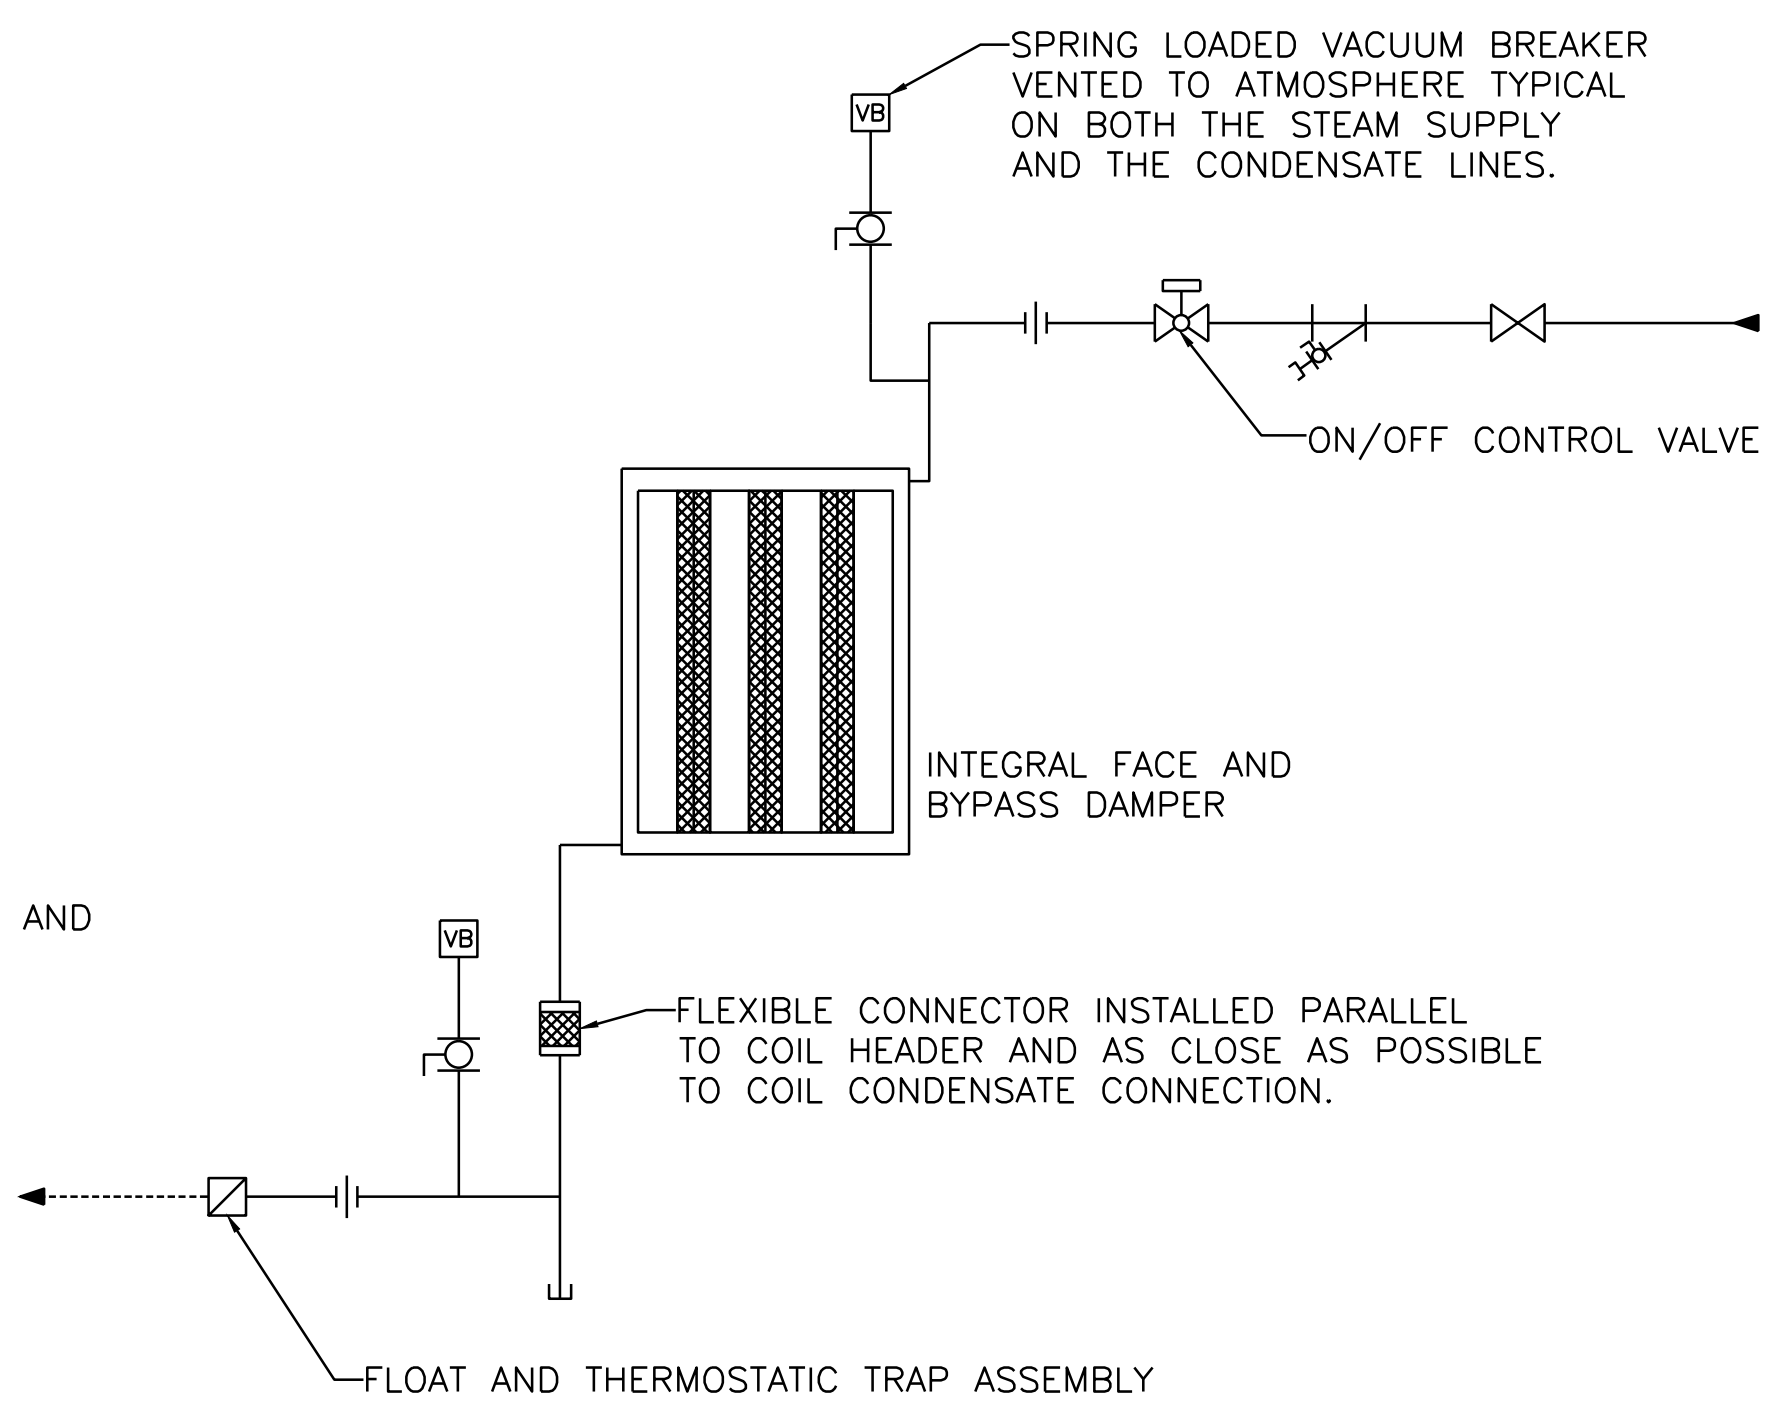 SPRING LOADED VACUUM BREAKER
VENTED TO ATMOSPHERE TYPICAL
ON BOTH THE STEAM SUPPLY
AND THE CONDENSATE LINES.
VB
ON/OFF CONTROL VALVE
INTEGRAL FACE AND
BYPASS DAMPER
AND
VB
FLEXIBLE CONNECTOR INSTALLED PARALLEL
TO COIL HEADER AND AS CLOSE AS POSSIBLE
TO COIL CONDENSATE CONNECTION.
FLOAT AND THERMOSTATIC TRAP ASSEMBLY